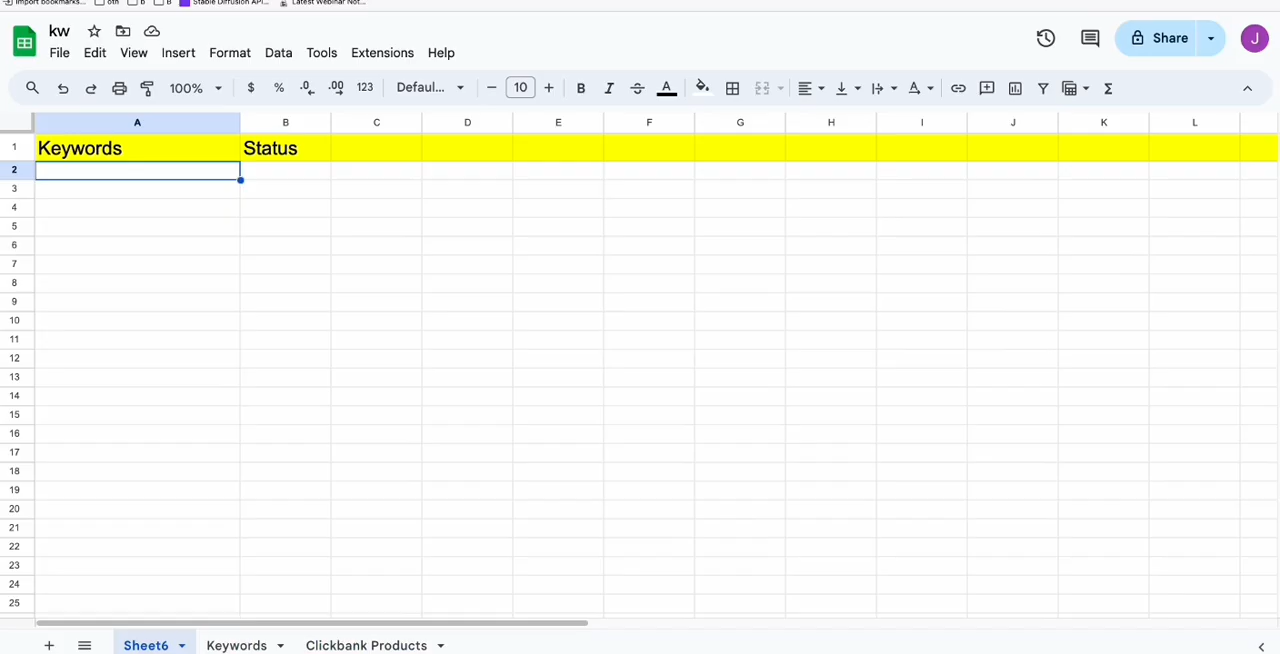 Import bookmarks... oth b B Stable Diffusion API... Latest Webinar Not...
kw
File Edit View Insert Format Data Tools Extensions Help
Share
J
100% $ % .0 .00 123 Defaul... − 10 + B I A A Σ
A B C D E F G H I J K L
1 Keywords Status
2
3
4
5
6
7
8
9
10
11
12
13
14
15
16
17
18
19
20
21
22
23
24
25
+ Sheet6 Keywords Clickbank Products